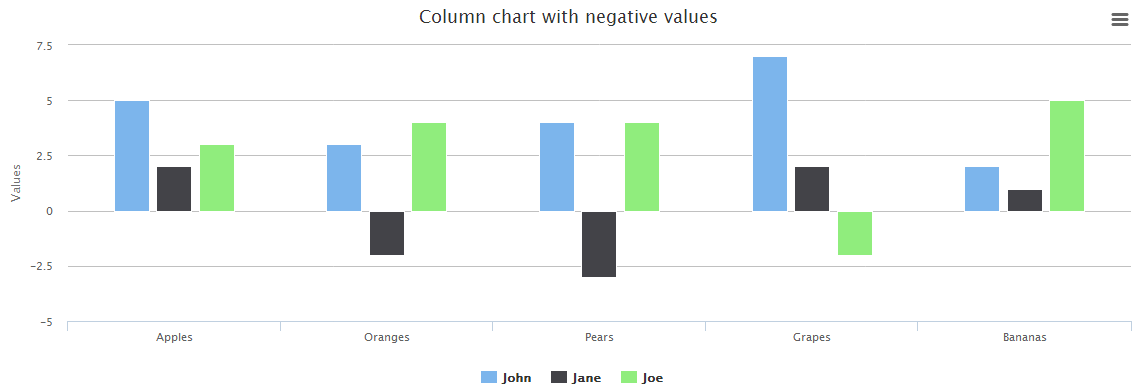 Column chart with negative values
7.5
5
2.5
0
−2.5
−5
Values
Apples Oranges Pears Grapes Bananas
John Jane Joe